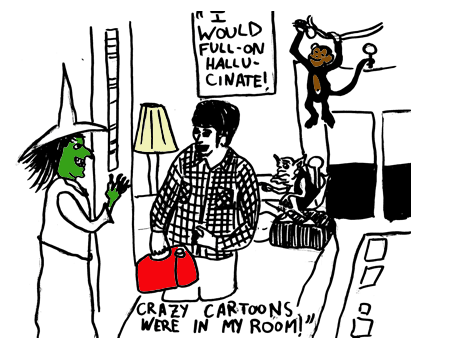 "I
WOULD
FULL-ON
HALLU-
CINATE!
CRAZY CARTOONS
WERE IN MY ROOM!"